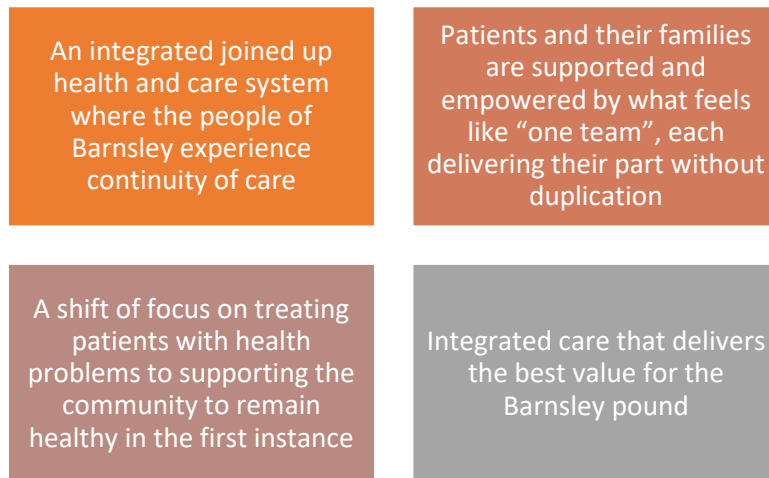 An integrated joined up
health and care system
where the people of
Barnsley experience
continuity of care
Patients and their families
are supported and
empowered by what feels
like “one team”, each
delivering their part without
duplication
A shift of focus on treating
patients with health
problems to supporting the
community to remain
healthy in the first instance
Integrated care that delivers
the best value for the
Barnsley pound